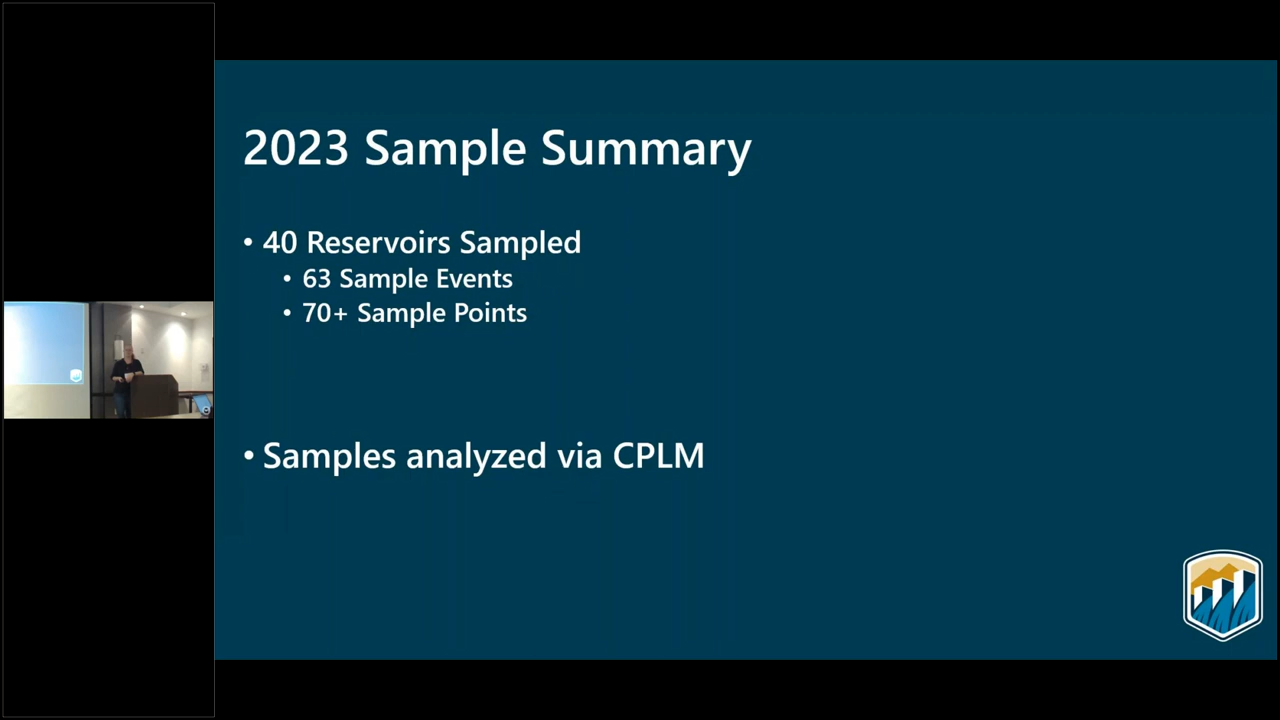 2023 Sample Summary
• 40 Reservoirs Sampled
• 63 Sample Events
• 70+ Sample Points
• Samples analyzed via CPLM